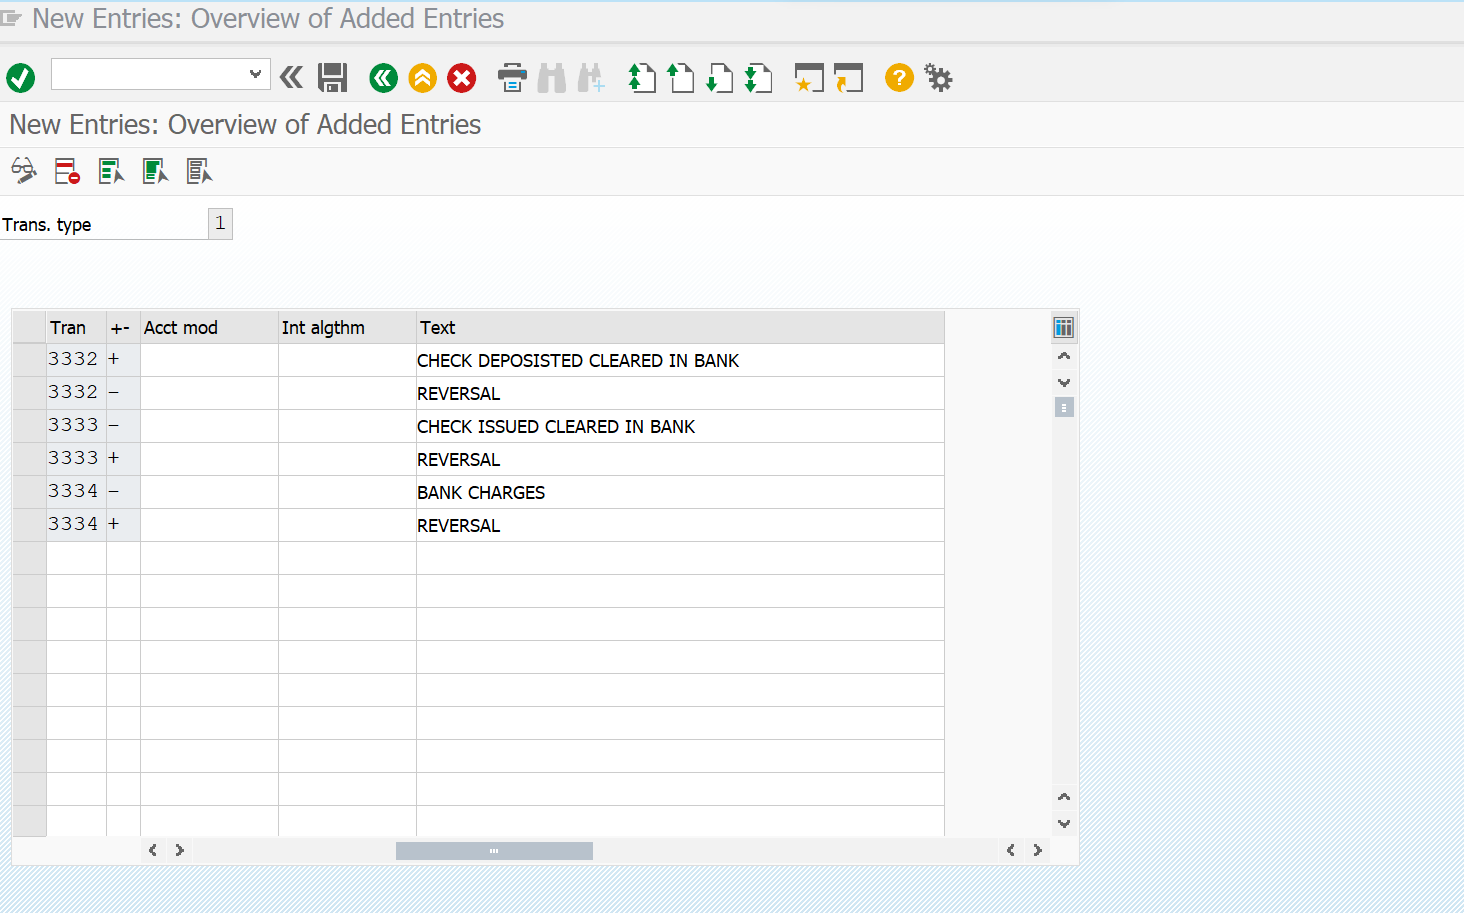 New Entries: Overview of Added Entries
New Entries: Overview of Added Entries
Trans. type 1
Tran +- Acct mod Int algthm Text
3332 + CHECK DEPOSISTED CLEARED IN BANK
3332 - REVERSAL
3333 - CHECK ISSUED CLEARED IN BANK
3333 + REVERSAL
3334 - BANK CHARGES
3334 + REVERSAL